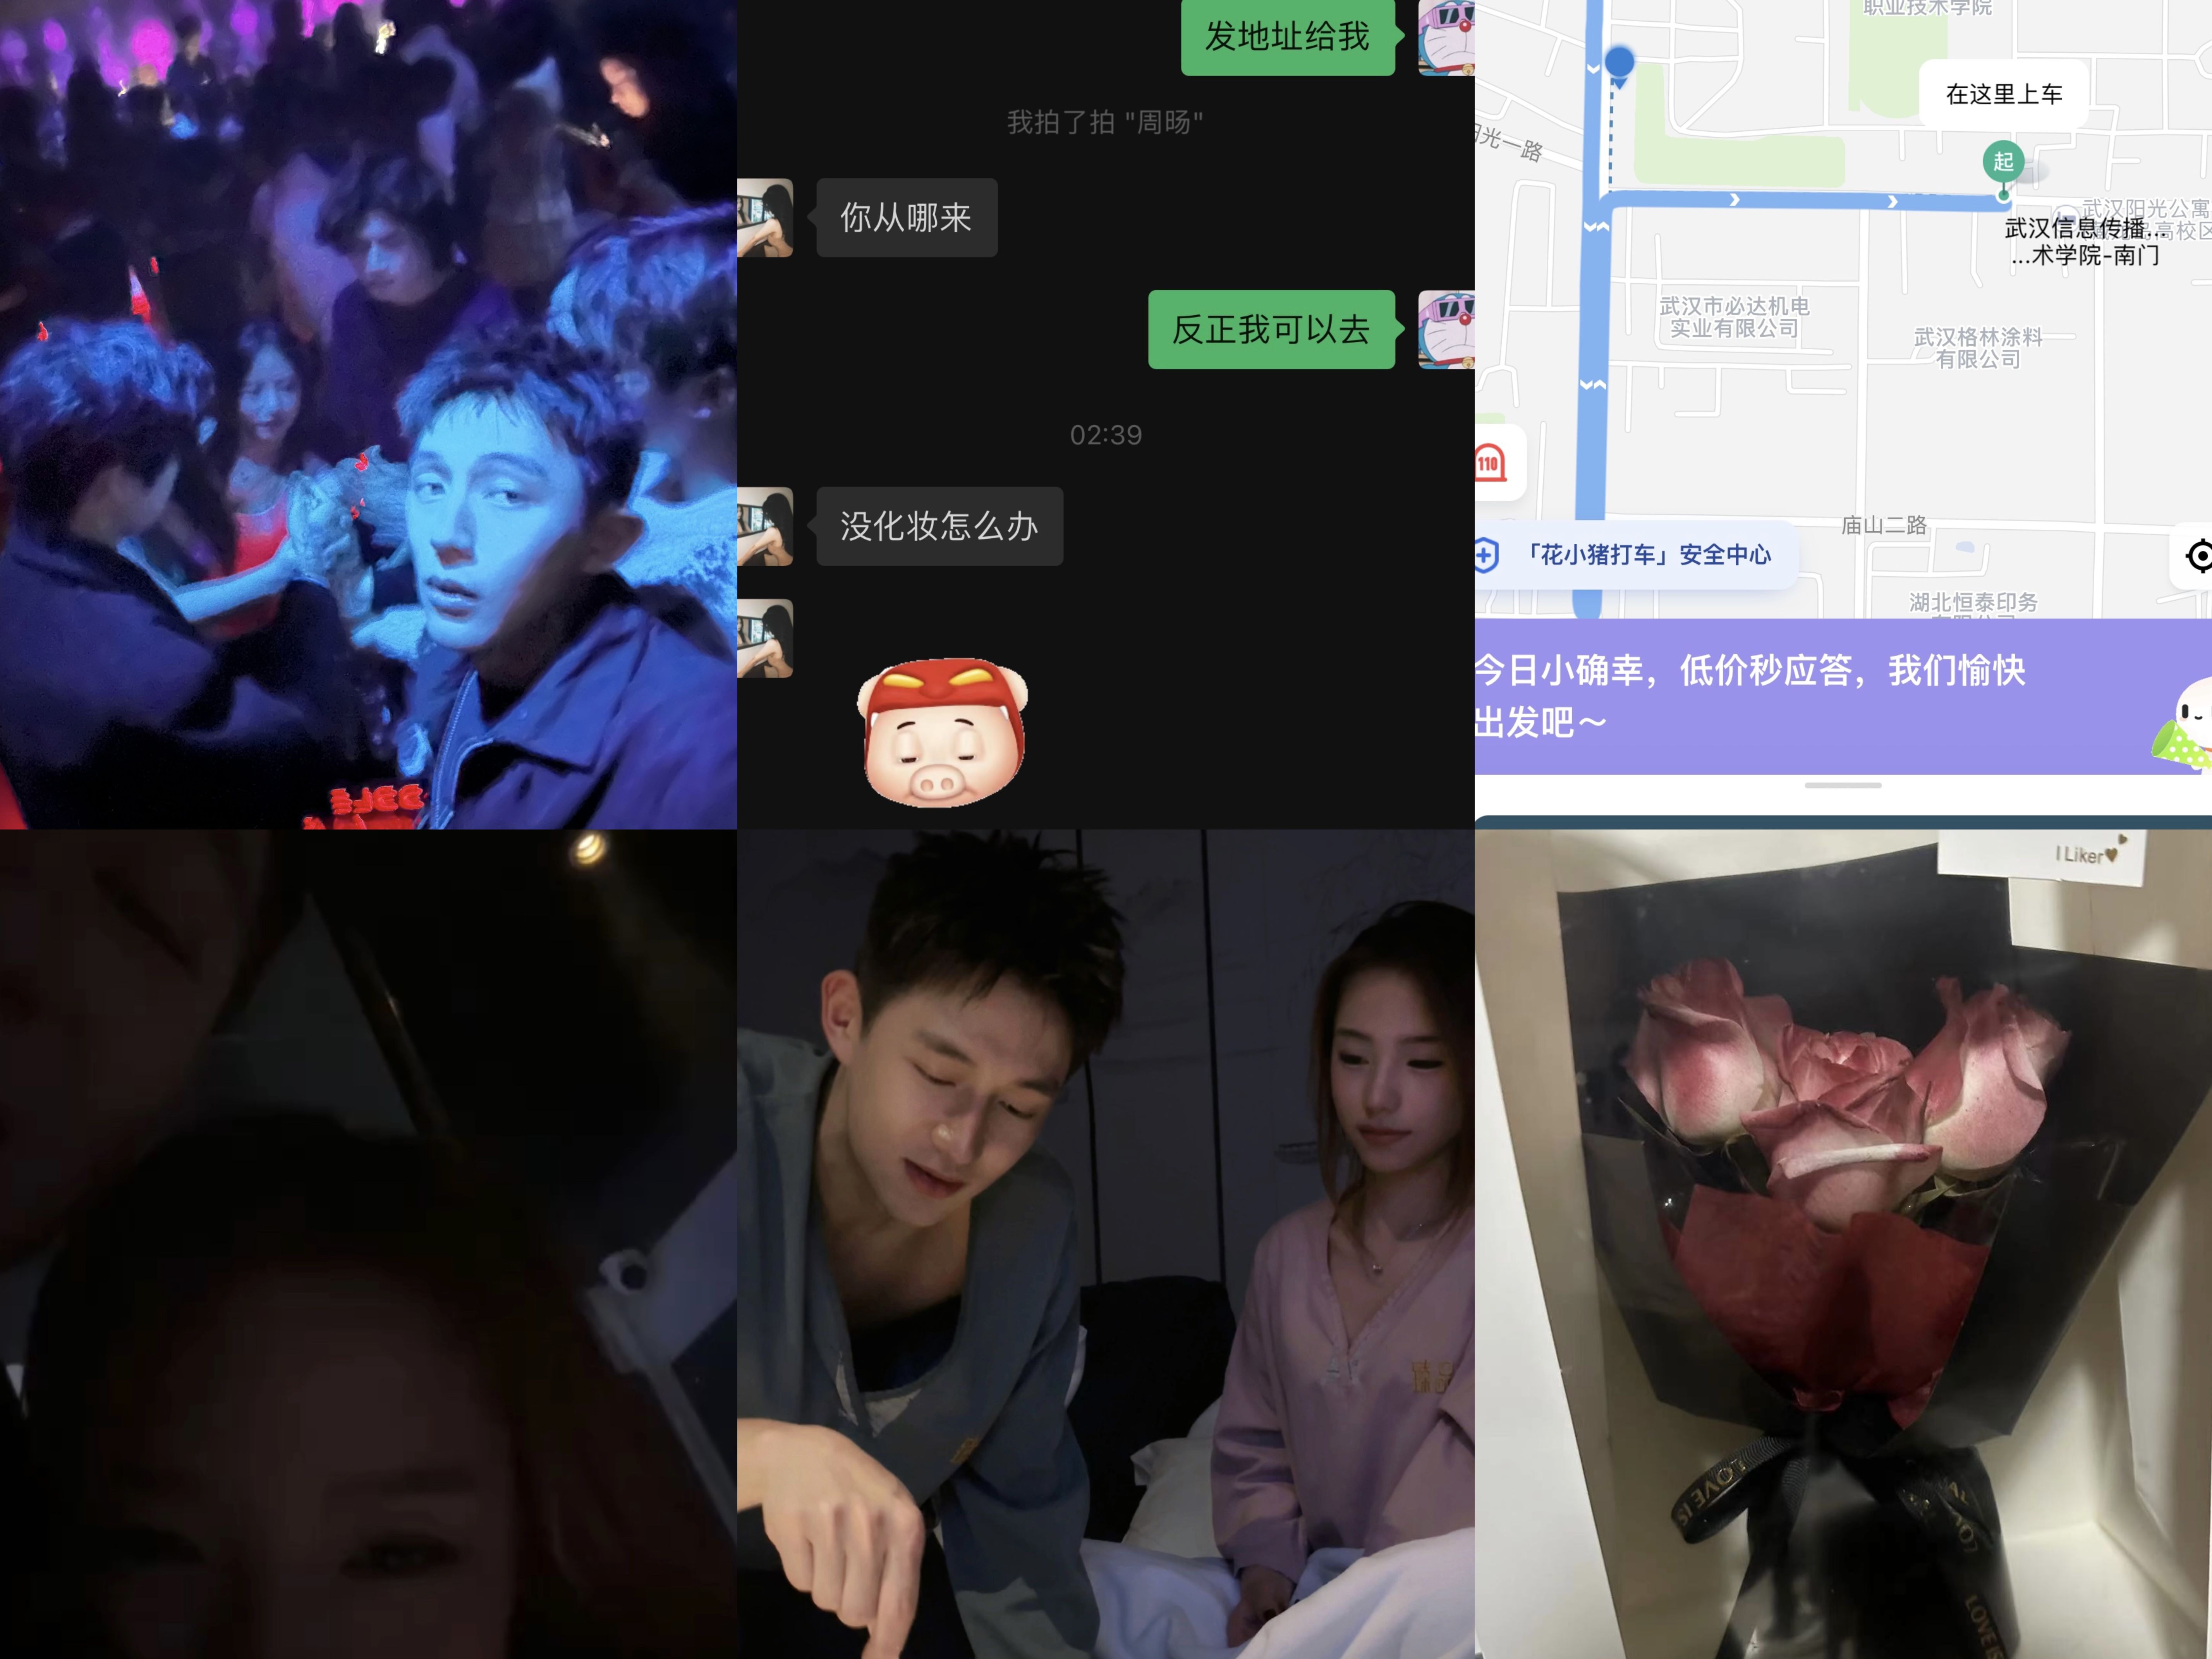 发地址给我
我拍了拍 "周旸"
你从哪来
反正我可以去
02:39
没化妆怎么办
职业技术学院
在这里上车
阳光一路
起
武汉阳光公寓
武汉信息传播...
...术学院-南门
武汉市必达机电
实业有限公司
武汉格林涂料
有限公司
110
庙山二路
「花小猪打车」安全中心
湖北恒泰印务
今日小确幸，低价秒应答，我们愉快
出发吧～
I Liker♥
臻品
LOVE IS
LOVE IS